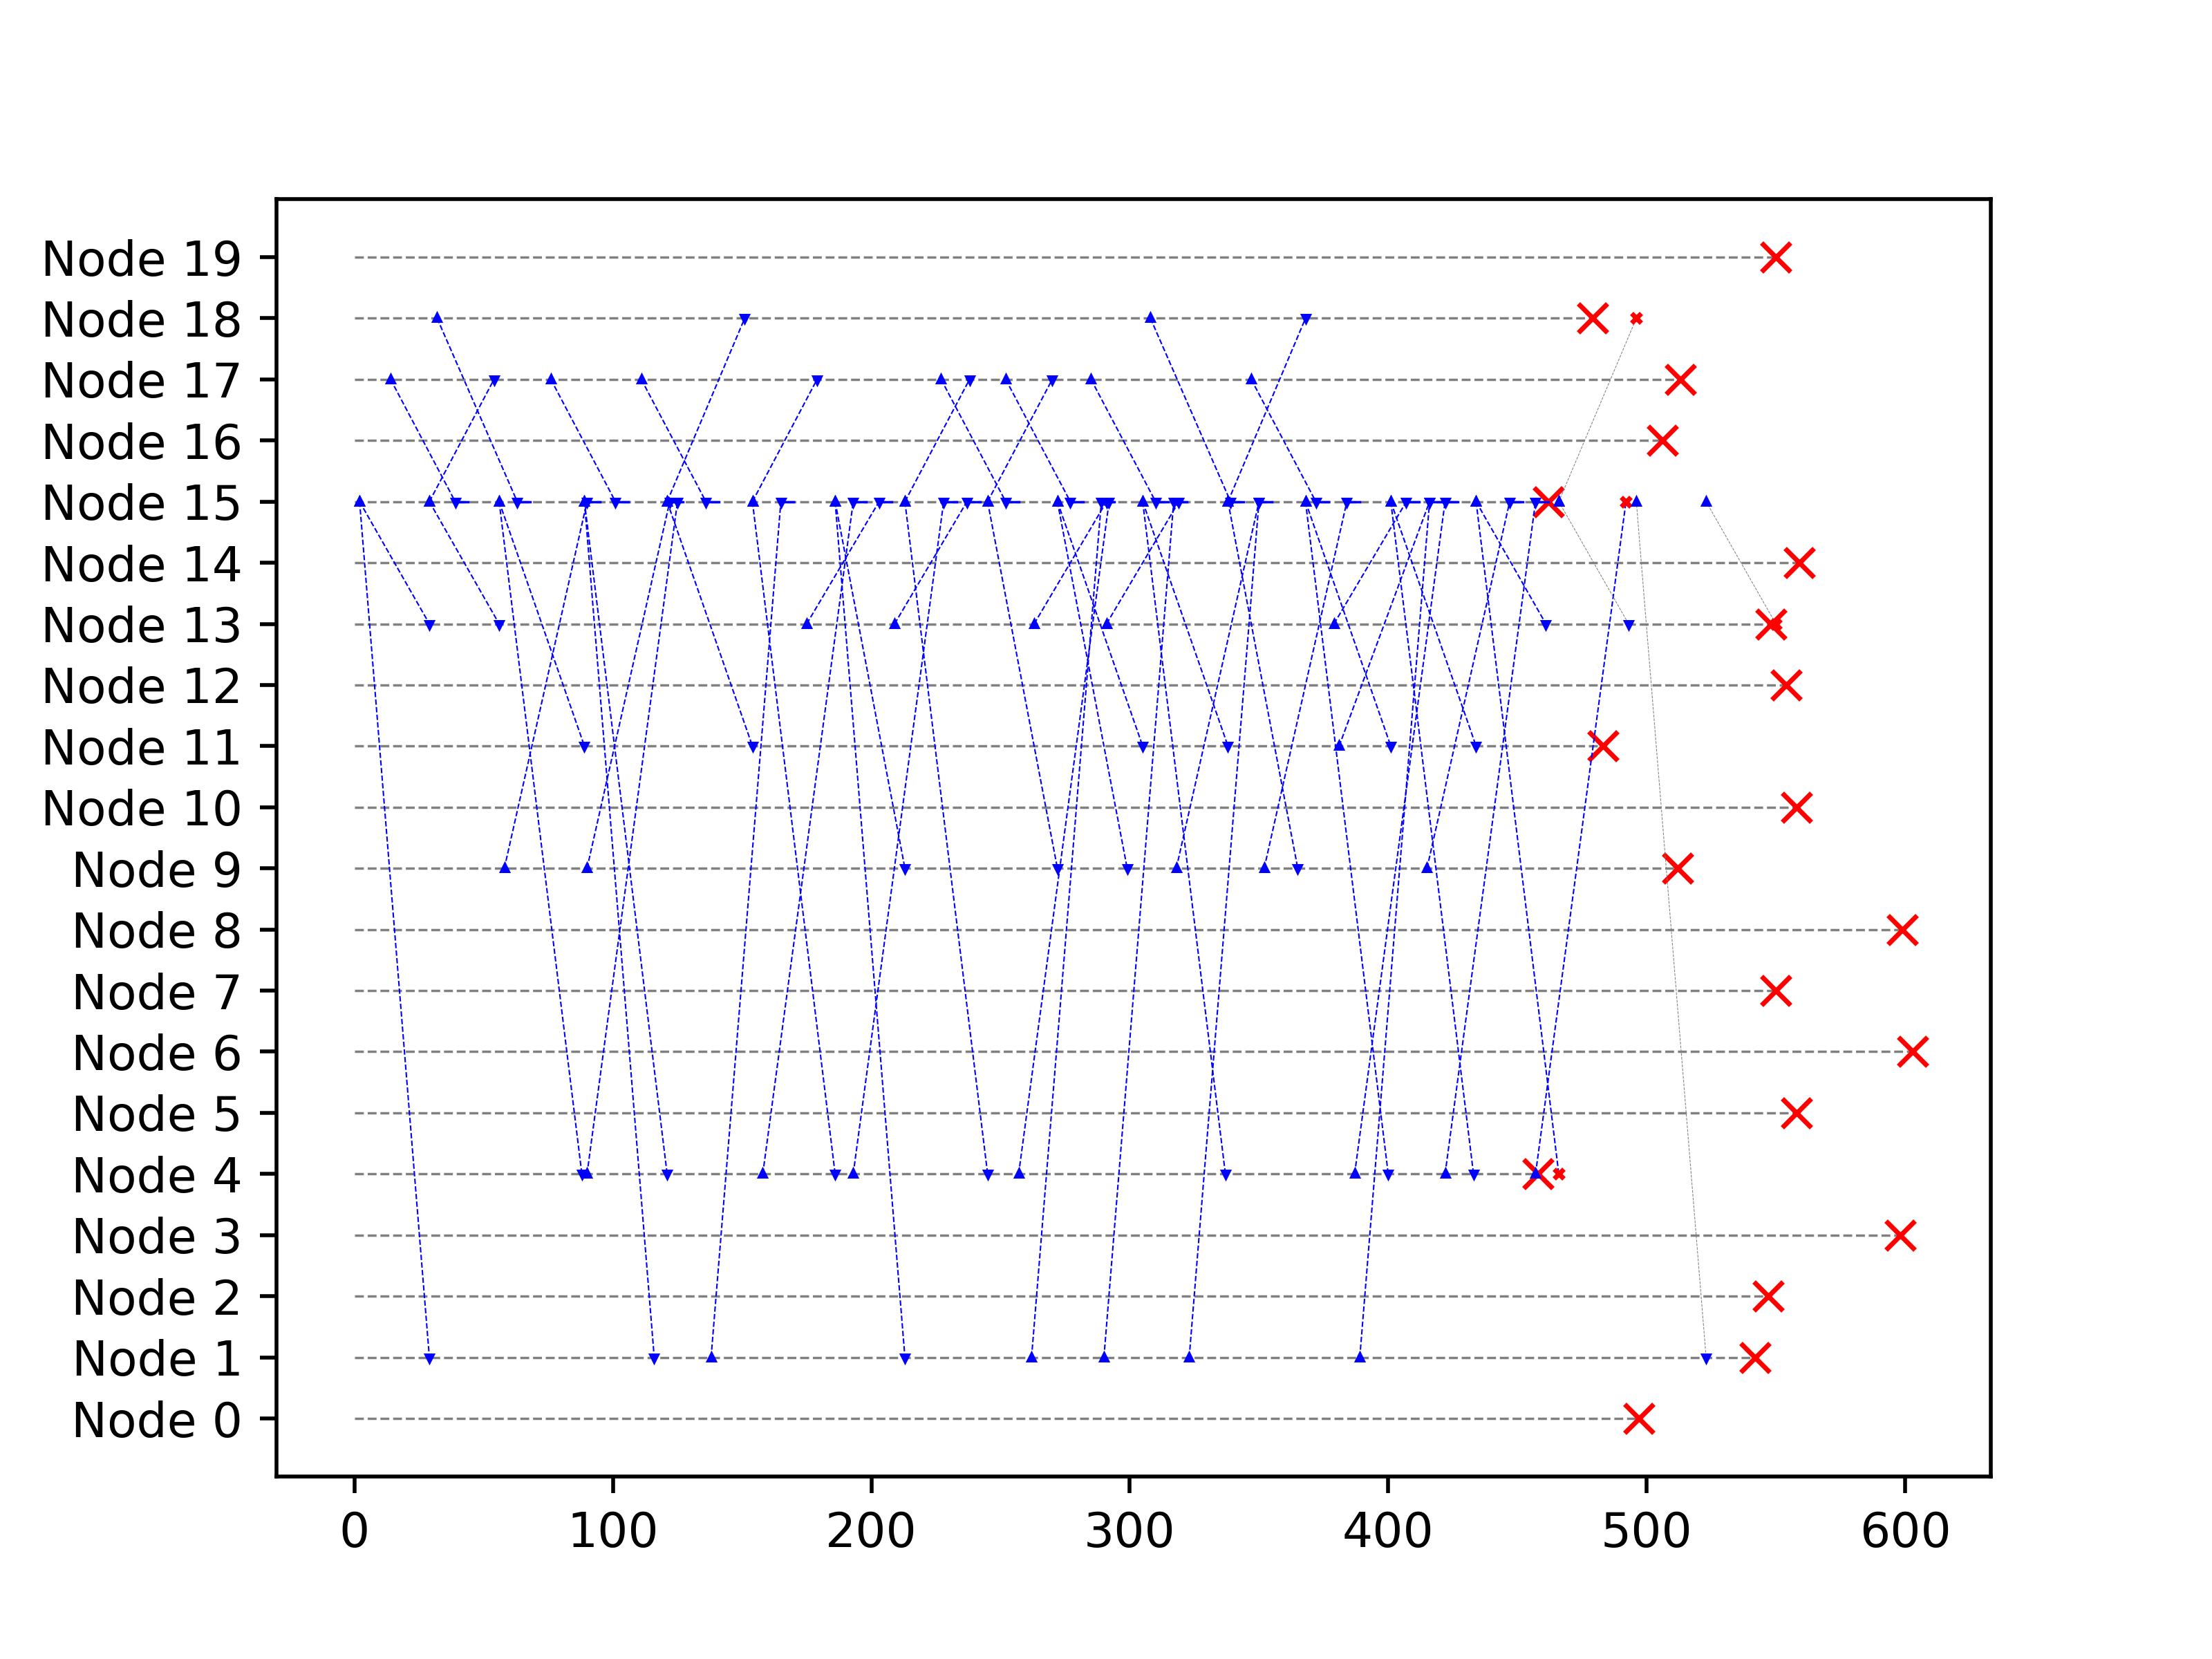 Node 19
Node 18
Node 17
Node 16
Node 15
Node 14
Node 13
Node 12
Node 11
Node 10
Node 9
Node 8
Node 7
Node 6
Node 5
Node 4
Node 3
Node 2
Node 1
Node 0
0 100 200 300 400 500 600